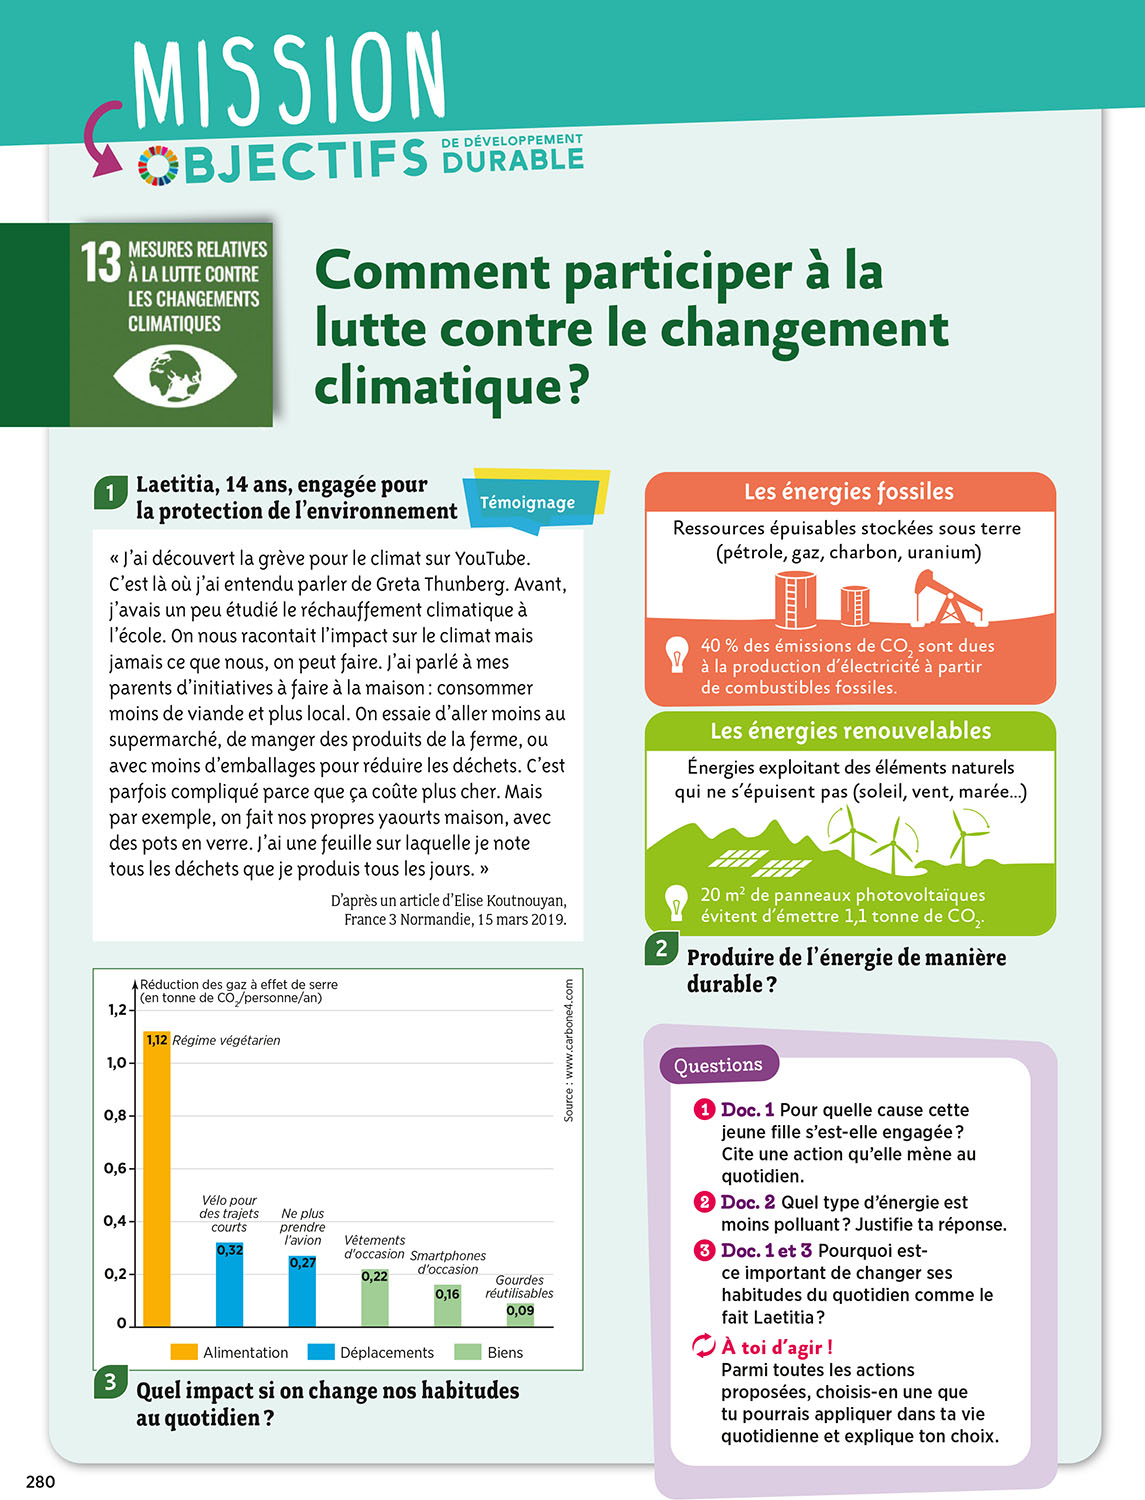 MISSION
OBJECTIFS DE DÉVELOPPEMENT DURABLE
13 MESURES RELATIVES
À LA LUTTE CONTRE
LES CHANGEMENTS
CLIMATIQUES
Comment participer à la
lutte contre le changement
climatique ?
1 Laetitia, 14 ans, engagée pour
la protection de l'environnement
Témoignage
« J'ai découvert la grève pour le climat sur YouTube.
C'est là où j'ai entendu parler de Greta Thunberg. Avant,
j'avais un peu étudié le réchauffement climatique à
l'école. On nous racontait l'impact sur le climat mais
jamais ce que nous, on peut faire. J'ai parlé à mes
parents d'initiatives à faire à la maison : consommer
moins de viande et plus local. On essaie d'aller moins au
supermarché, de manger des produits de la ferme, ou
avec moins d'emballages pour réduire les déchets. C'est
parfois compliqué parce que ça coûte plus cher. Mais
par exemple, on fait nos propres yaourts maison, avec
des pots en verre. J'ai une feuille sur laquelle je note
tous les déchets que je produis tous les jours. »
D'après un article d'Elise Koutnouyan,
France 3 Normandie, 15 mars 2019.
Les énergies fossiles
Ressources épuisables stockées sous terre
(pétrole, gaz, charbon, uranium)
40 % des émissions de CO2 sont dues
à la production d'électricité à partir
de combustibles fossiles.
Les énergies renouvelables
Énergies exploitant des éléments naturels
qui ne s'épuisent pas (soleil, vent, marée...)
20 m² de panneaux photovoltaïques
évitent d'émettre 1,1 tonne de CO2.
2 Produire de l'énergie de manière
durable ?
Réduction des gaz à effet de serre
(en tonne de CO2/personne/an)
1,2
1,0
0,8
0,6
0,4
0,2
0
1,12 Régime végétarien
Vélo pour
des trajets
courts
0,32
Ne plus
prendre
l'avion
0,27
Vêtements
d'occasion
0,22
Smartphones
d'occasion
0,16
Gourdes
réutilisables
0,09
Source : www.carbone4.com
Alimentation
Déplacements
Biens
3 Quel impact si on change nos habitudes
au quotidien ?
Questions
1 Doc. 1 Pour quelle cause cette
jeune fille s'est-elle engagée ?
Cite une action qu'elle mène au
quotidien.
2 Doc. 2 Quel type d'énergie est
moins polluant ? Justifie ta réponse.
3 Doc. 1 et 3 Pourquoi est-
ce important de changer ses
habitudes du quotidien comme le
fait Laetitia ?
À toi d'agir !
Parmi toutes les actions
proposées, choisis-en une que
tu pourrais appliquer dans ta vie
quotidienne et explique ton choix.
280